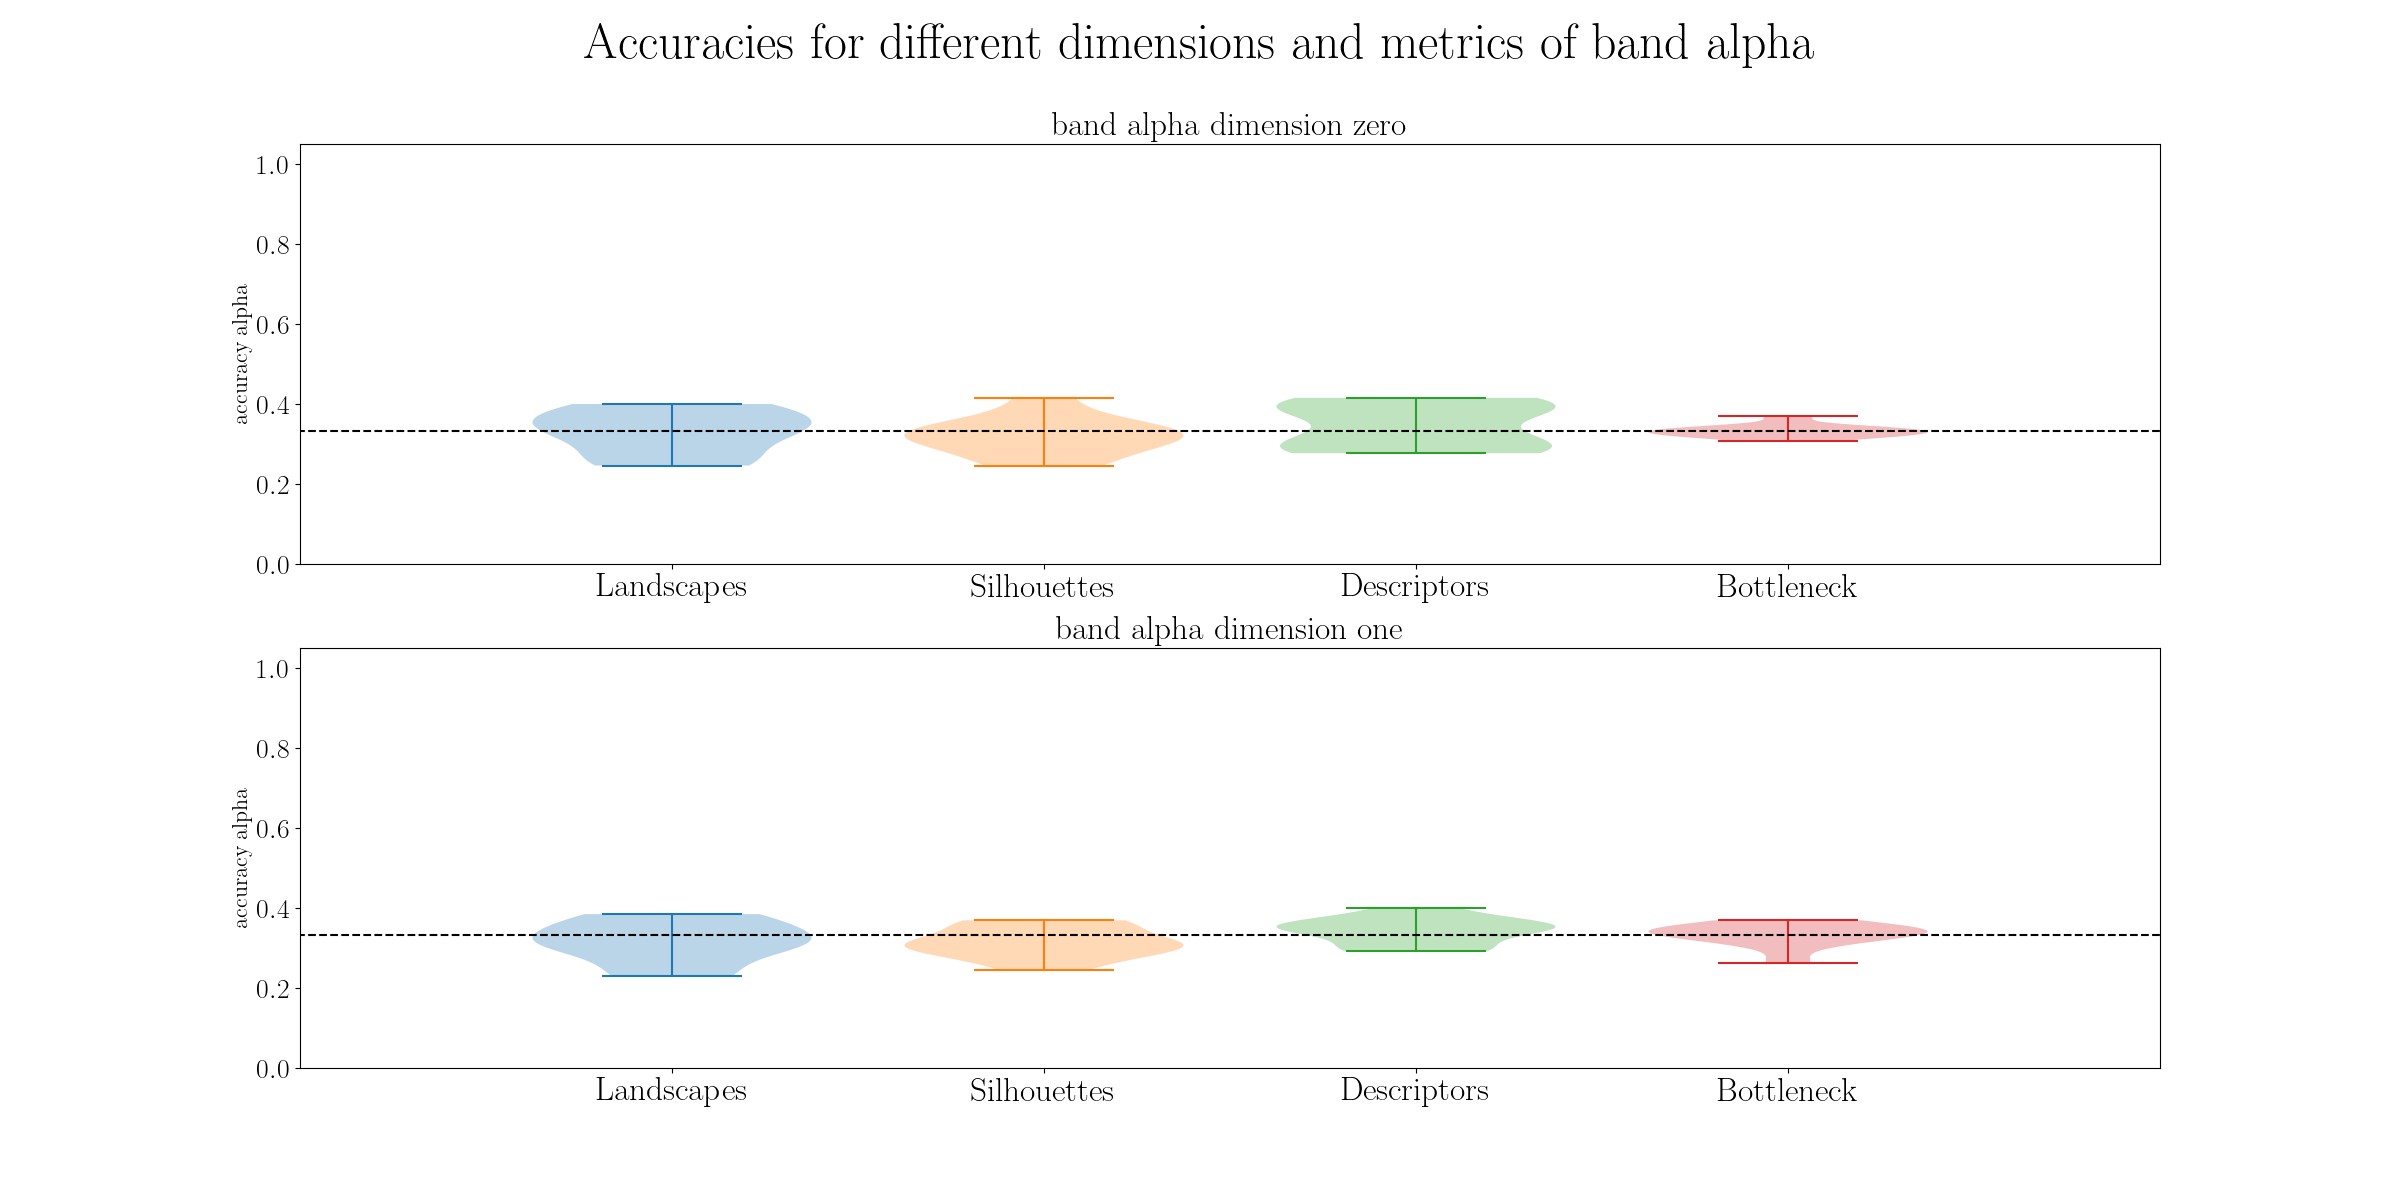 Accuracies for different dimensions and metrics of band alpha
band alpha dimension zero
accuracy alpha
1.0
0.8
0.6
0.4
0.2
0.0
Landscapes Silhouettes Descriptors Bottleneck
band alpha dimension one
accuracy alpha
1.0
0.8
0.6
0.4
0.2
0.0
Landscapes Silhouettes Descriptors Bottleneck